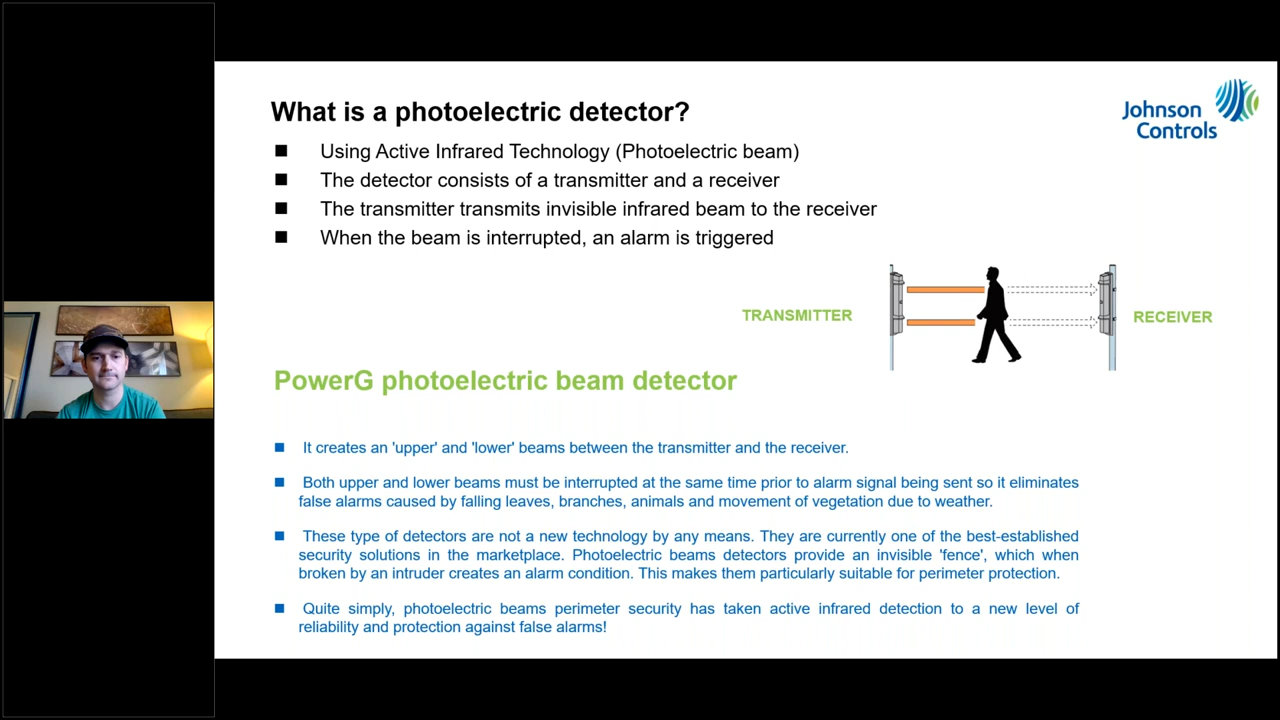 What is a photoelectric detector?
Johnson
Controls
Using Active Infrared Technology (Photoelectric beam)
The detector consists of a transmitter and a receiver
The transmitter transmits invisible infrared beam to the receiver
When the beam is interrupted, an alarm is triggered
TRANSMITTER
RECEIVER
PowerG photoelectric beam detector
It creates an 'upper' and 'lower' beams between the transmitter and the receiver.
Both upper and lower beams must be interrupted at the same time prior to alarm signal being sent so it eliminates
false alarms caused by falling leaves, branches, animals and movement of vegetation due to weather.
These type of detectors are not a new technology by any means. They are currently one of the best-established
security solutions in the marketplace. Photoelectric beams detectors provide an invisible 'fence', which when
broken by an intruder creates an alarm condition. This makes them particularly suitable for perimeter protection.
Quite simply, photoelectric beams perimeter security has taken active infrared detection to a new level of
reliability and protection against false alarms!